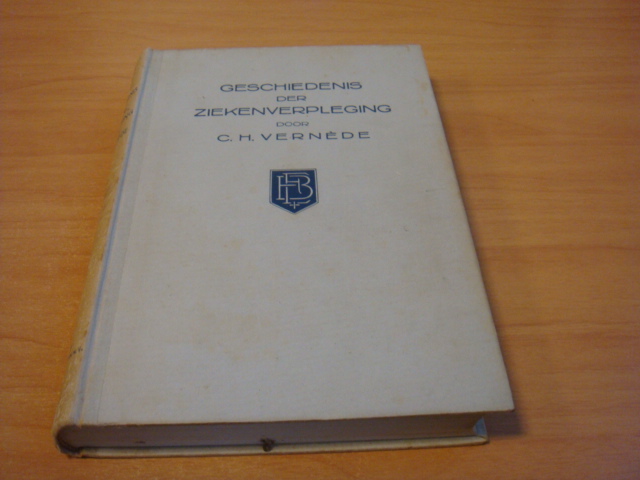 GESCHIEDENIS
DER
ZIEKENVERPLEGING
DOOR
C. H. VERNÈDE